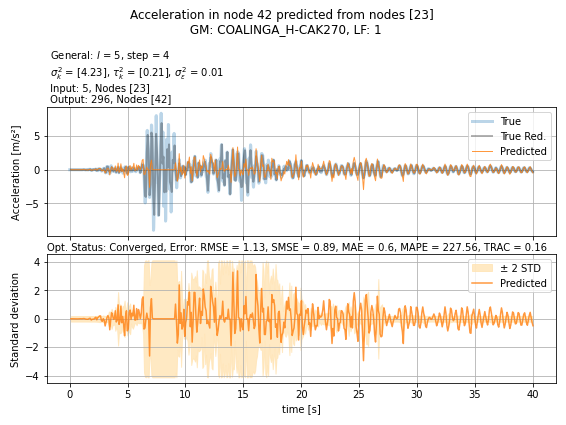 Acceleration in node 42 predicted from nodes [23]
GM: COALINGA_H-CAK270, LF: 1
General: l = 5, step = 4
σ²ₖ = [4.23], τ²ₖ = [0.21], σ²ε = 0.01
Input: 5, Nodes [23]
Output: 296, Nodes [42]
Acceleration [m/s²]
5
0
−5
True
True Red.
Predicted
Opt. Status: Converged, Error: RMSE = 1.13, SMSE = 0.89, MAE = 0.6, MAPE = 227.56, TRAC = 0.16
Standard deviation
4
2
0
−2
−4
± 2 STD
Predicted
0 5 10 15 20 25 30 35 40
time [s]